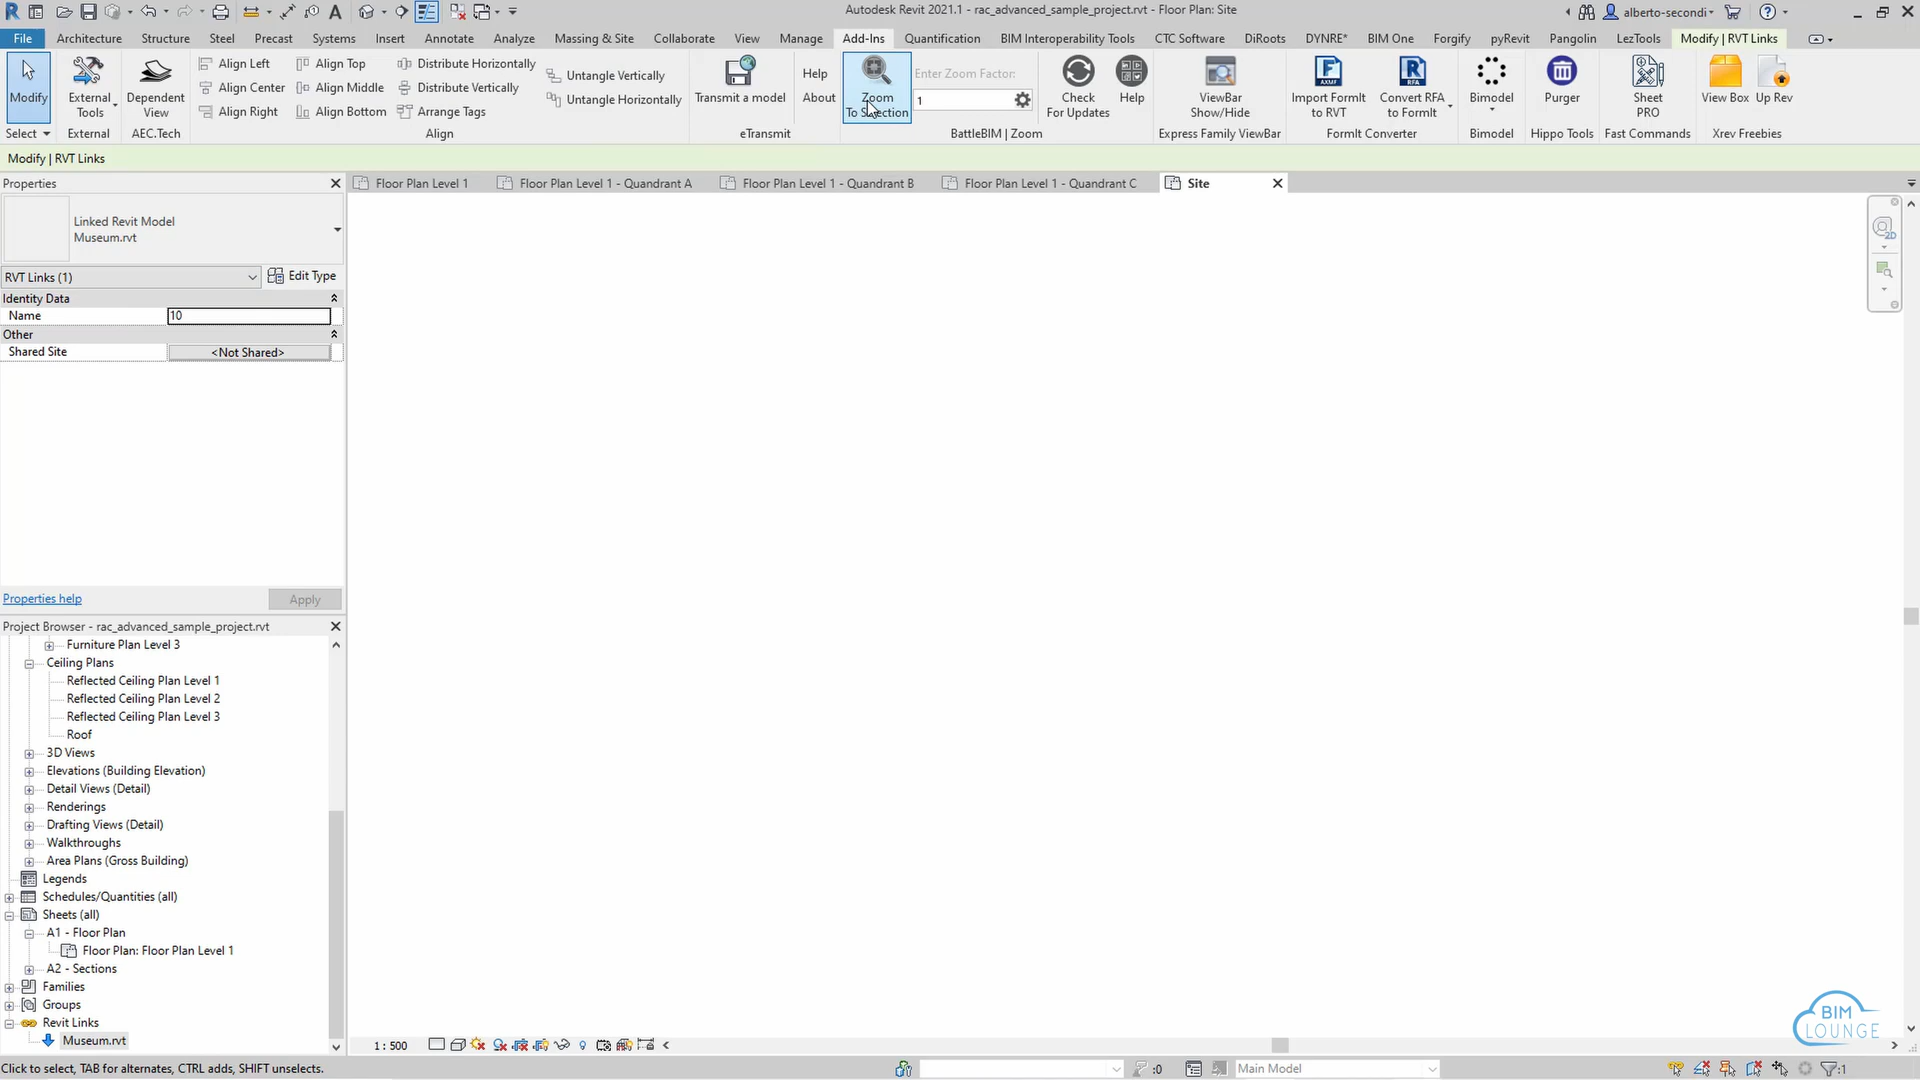 Autodesk Revit 2021.1 - rac_advanced_sample_project.rvt - Floor Plan: Site
alberto-secondi
File Architecture Structure Steel Precast Systems Insert Annotate Analyze Massing & Site Collaborate View Manage Add-Ins Quantification BIM Interoperability Tools CTC Software DiRoots DYNRE* BIM One Forgify pyRevit Pangolin LezTools Modify | RVT Links
Modify
Select
External Tools
External
Dependent View
AEC.Tech
Align Left Align Top Distribute Horizontally
Align Center Align Middle Distribute Vertically
Align Right Align Bottom Arrange Tags
Untangle Vertically
Untangle Horizontally
Align
Transmit a model
Help
About
eTransmit
Zoom To Selection
Enter Zoom Factor:
1
Check For Updates
Help
BattleBIM | Zoom
ViewBar Show/Hide
Express Family ViewBar
Import FormIt to RVT
Convert RFA to FormIt
FormIt Converter
Bimodel
Bimodel
Purger
Hippo Tools
Sheet PRO
Fast Commands
View Box Up Rev
Xrev Freebies
Modify | RVT Links
Properties
Linked Revit Model
Museum.rvt
RVT Links (1)
Edit Type
Identity Data
Name 10
Other
Shared Site <Not Shared>
Properties help
Apply
Floor Plan Level 1 Floor Plan Level 1 - Quadrant A Floor Plan Level 1 - Quadrant B Floor Plan Level 1 - Quadrant C Site
2D
Project Browser - rac_advanced_sample_project.rvt
Furniture Plan Level 3
Ceiling Plans
Reflected Ceiling Plan Level 1
Reflected Ceiling Plan Level 2
Reflected Ceiling Plan Level 3
Roof
3D Views
Elevations (Building Elevation)
Detail Views (Detail)
Renderings
Drafting Views (Detail)
Walkthroughs
Area Plans (Gross Building)
Legends
Schedules/Quantities (all)
Sheets (all)
A1 - Floor Plan
Floor Plan: Floor Plan Level 1
A2 - Sections
Families
Groups
Revit Links
Museum.rvt
1 : 500
BIM
LOUNGE
Click to select, TAB for alternates, CTRL adds, SHIFT unselects.
:0
Main Model
:1